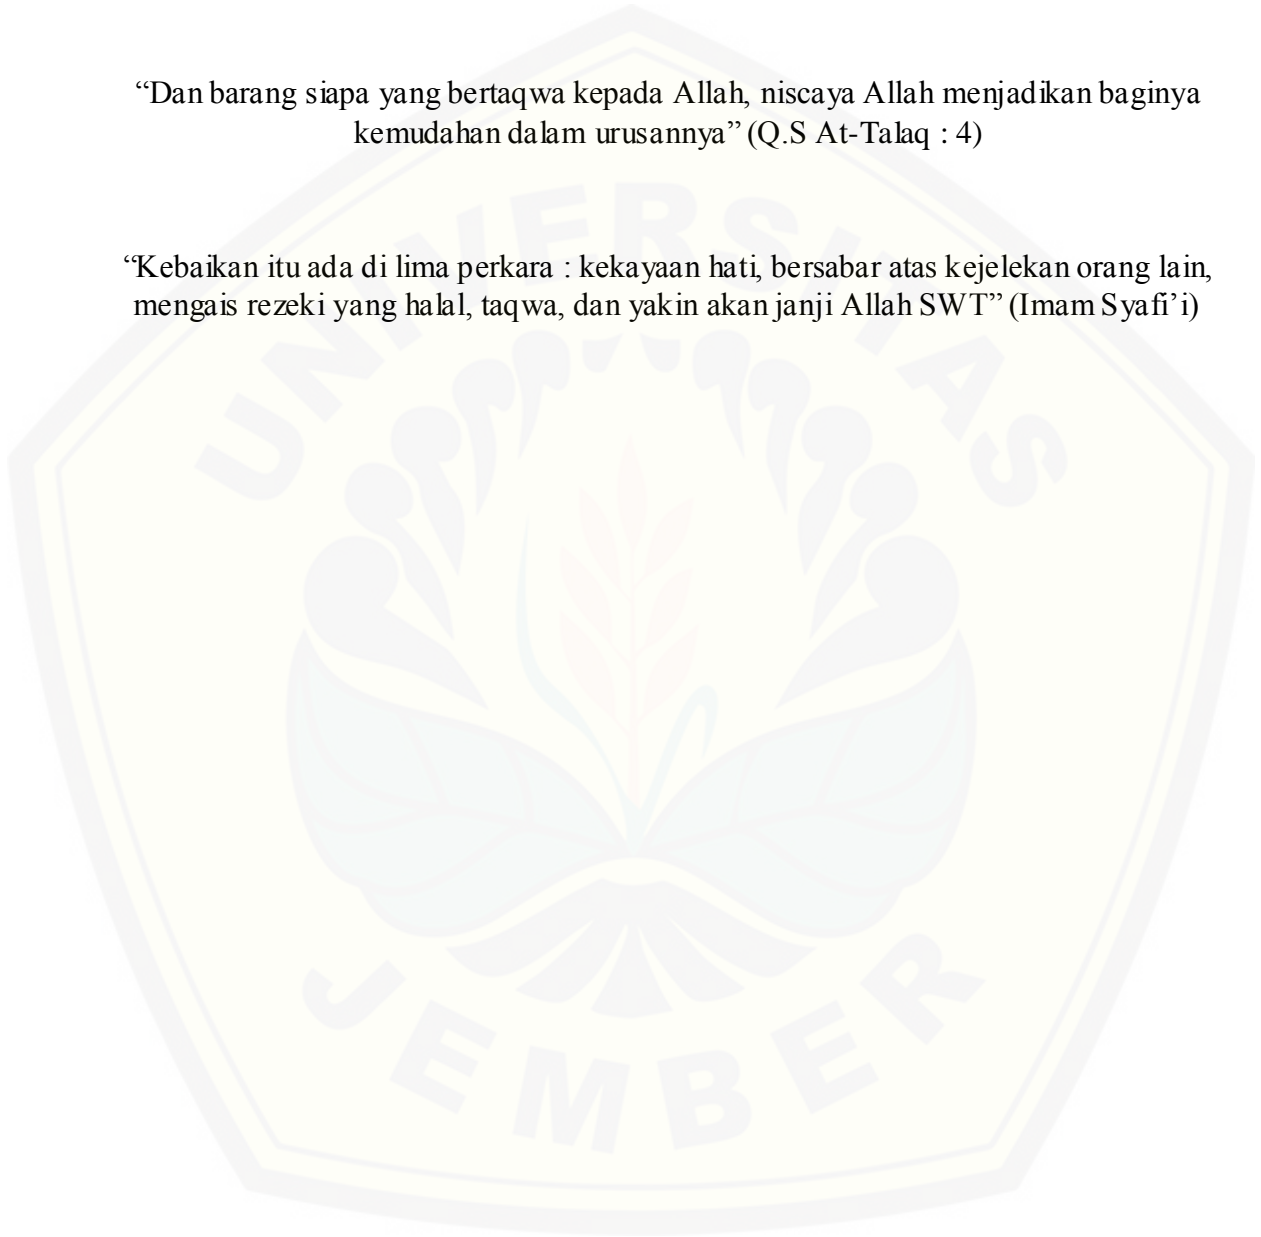 “Dan barang siapa yang bertaqwa kepada Allah, niscaya Allah menjadikan baginya
kemudahan dalam urusannya” (Q.S At-Talaq : 4)
“Kebaikan itu ada di lima perkara : kekayaan hati, bersabar atas kejelekan orang lain,
mengais rezeki yang halal, taqwa, dan yakin akan janji Allah SWT” (Imam Syafi’i)
UNIVERSITAS
JEMBER